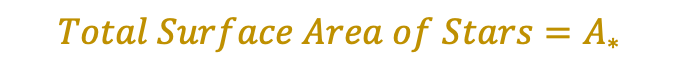 Total Surface Area of Stars = A*